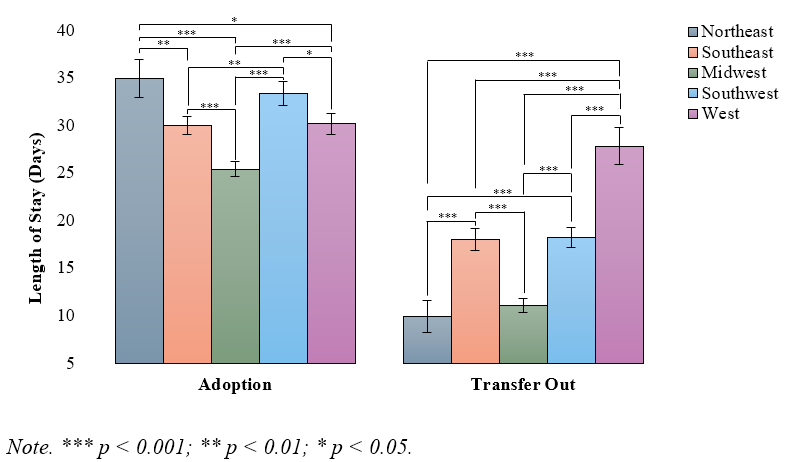 40
35
30
25
20
15
10
5
Length of Stay (Days)
*
***
**
***
**
***
*
***
***
***
***
***
***
***
***
***
***
Adoption
Transfer Out
Northeast
Southeast
Midwest
Southwest
West
Note. *** p < 0.001; ** p < 0.01; * p < 0.05.